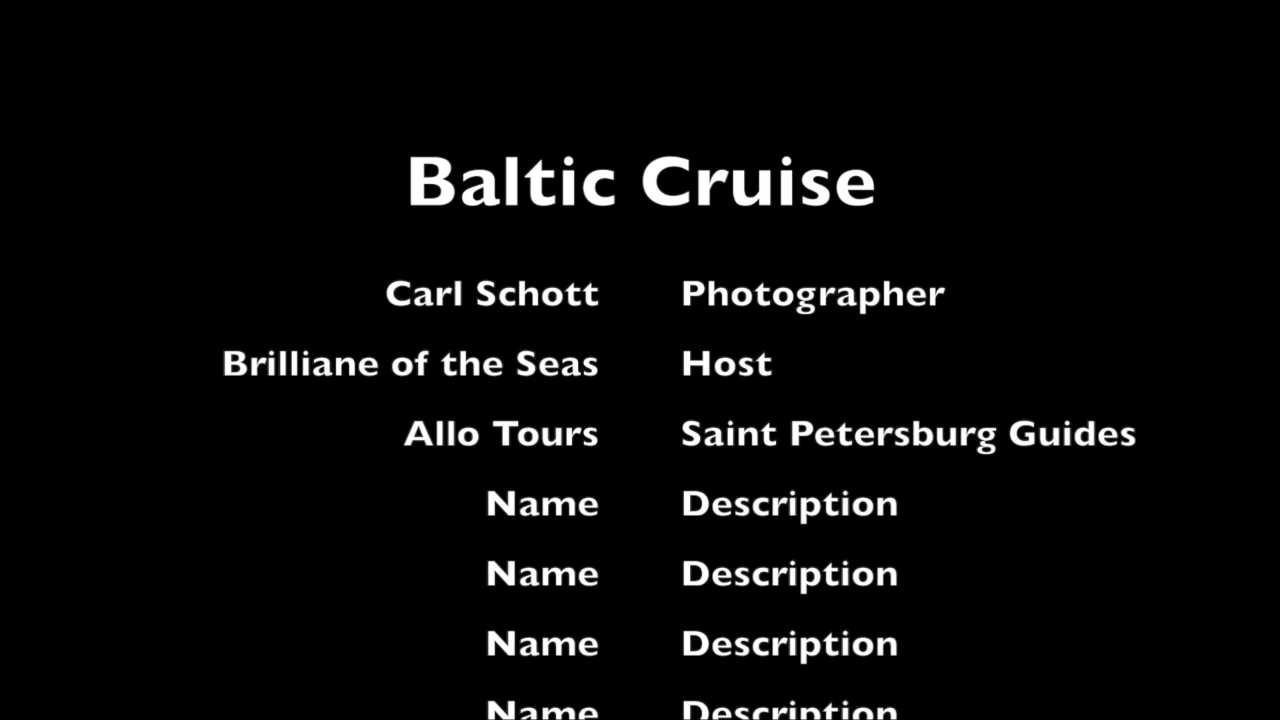 Baltic Cruise
Carl Schott Photographer
Brilliane of the Seas Host
Allo Tours Saint Petersburg Guides
Name Description
Name Description
Name Description
Name Description